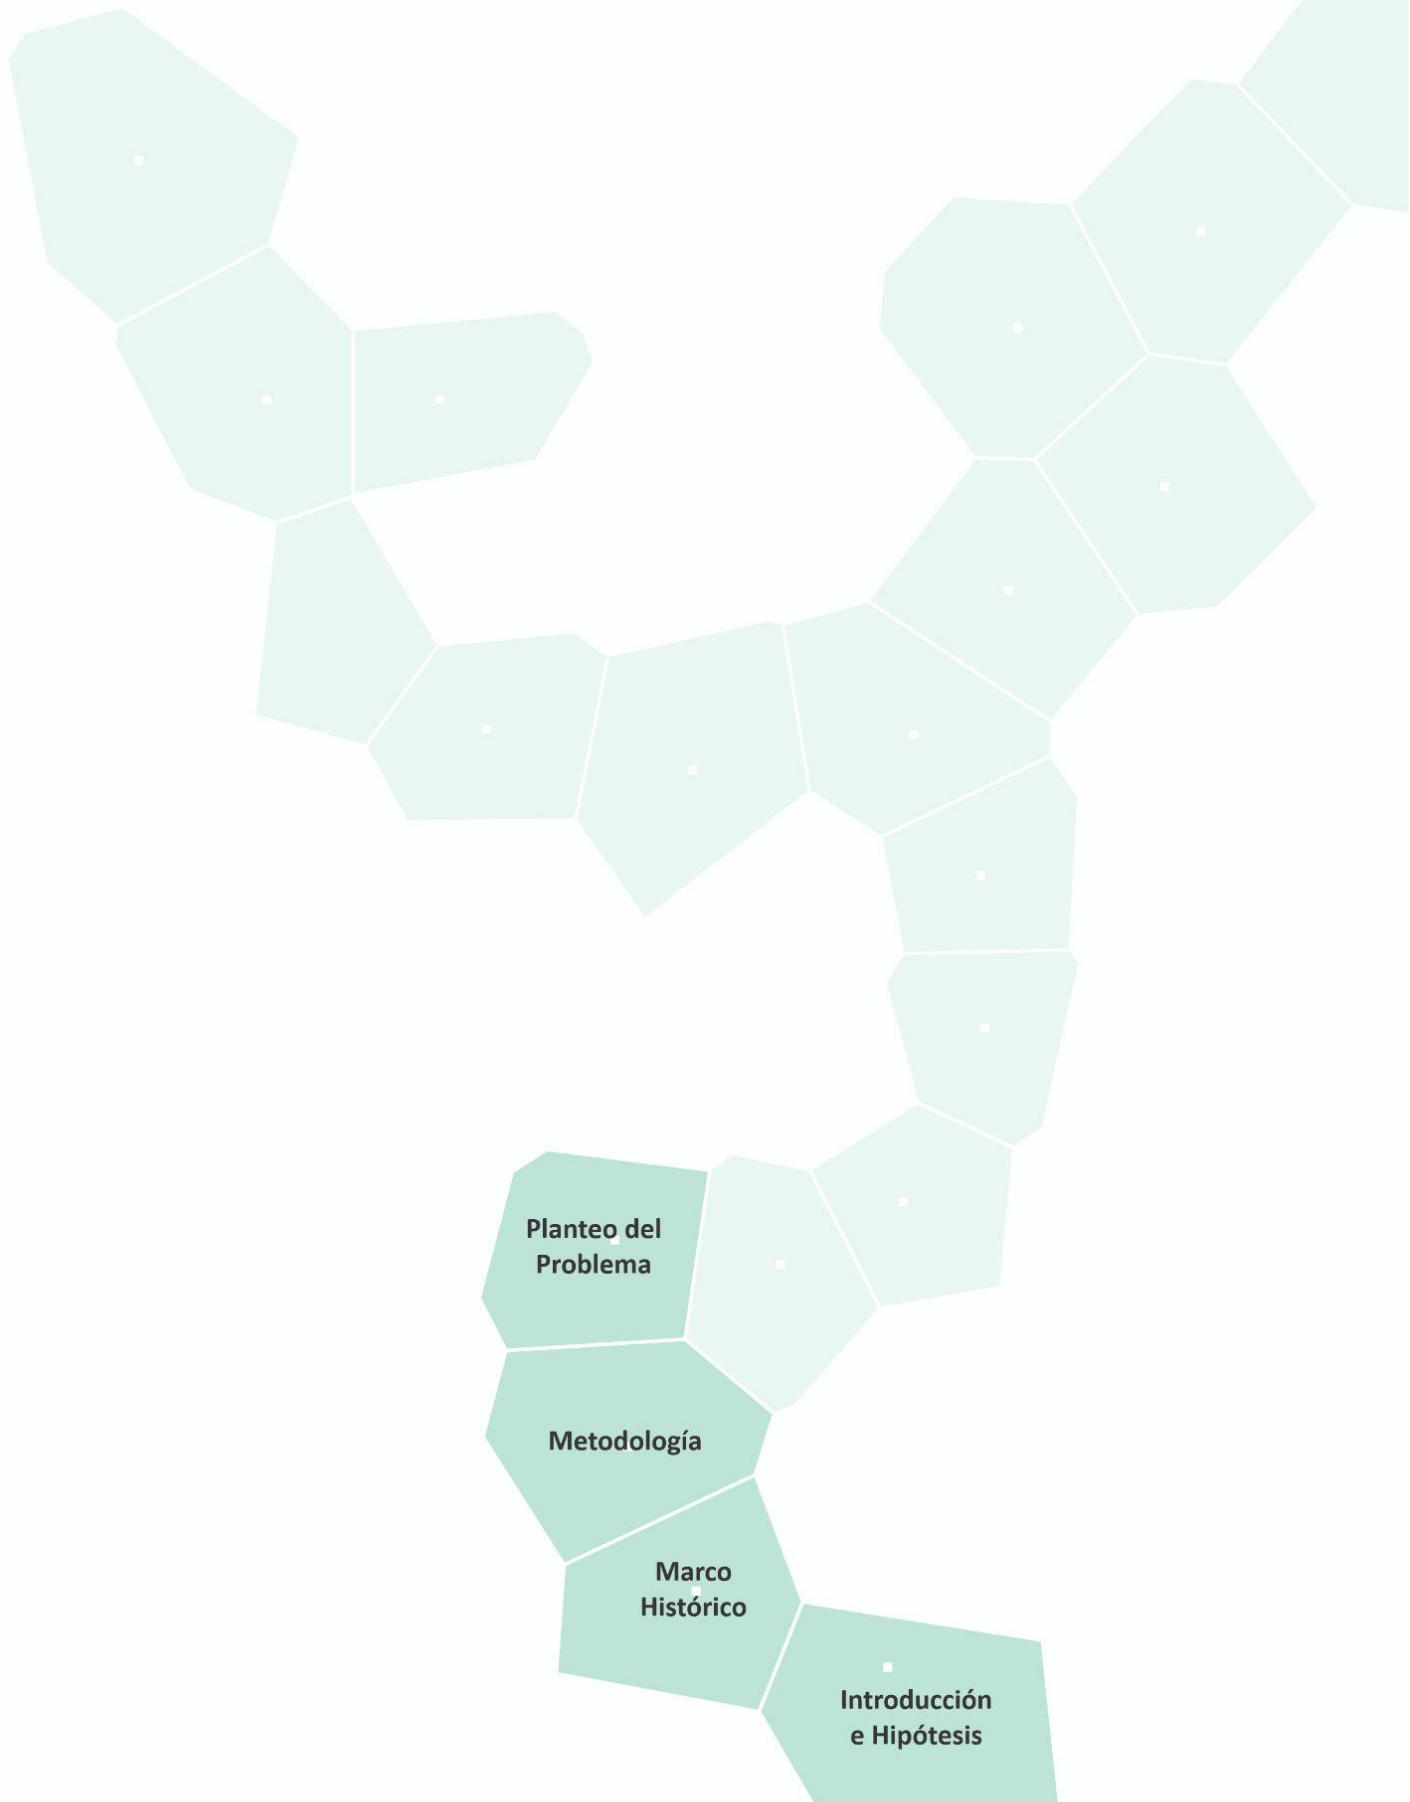 Planteo del
Problema
Metodología
Marco
Histórico
Introducción
e Hipótesis